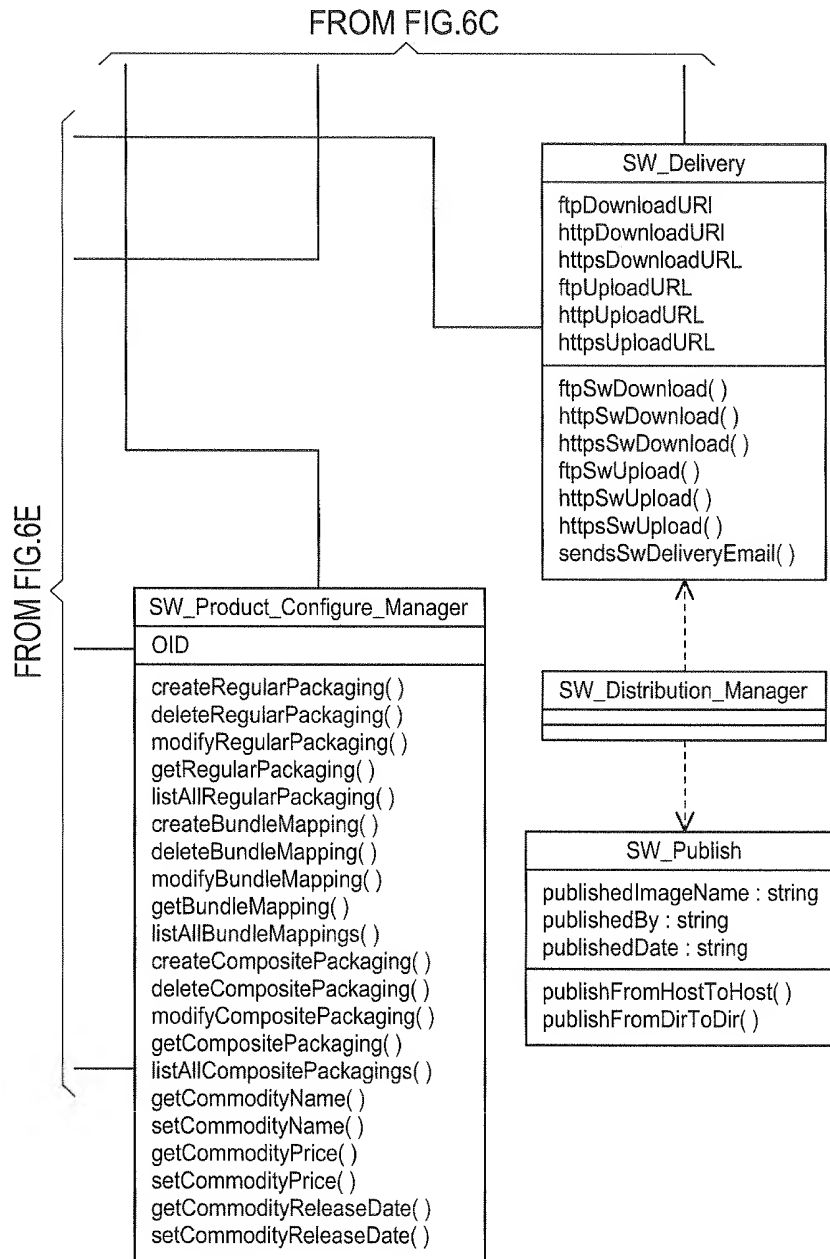 FROM FIG.6C
FROM FIG.6E
SW_Delivery
ftpDownloadURI
httpDownloadURI
httpsDownloadURL
ftpUploadURL
httpUploadURL
httpsUploadURL
ftpSwDownload( )
httpSwDownload( )
httpsSwDownload( )
ftpSwUpload( )
httpSwUpload( )
httpsSwUpload( )
sendsSwDeliveryEmail( )
SW_Product_Configure_Manager
OID
createRegularPackaging( )
deleteRegularPackaging( )
modifyRegularPackaging( )
getRegularPackaging( )
listAllRegularPackaging( )
createBundleMapping( )
deleteBundleMapping( )
modifyBundleMapping( )
getBundleMapping( )
listAllBundleMappings( )
createCompositePackaging( )
deleteCompositePackaging( )
modifyCompositePackaging( )
getCompositePackaging( )
listAllCompositePackagings( )
getCommodityName( )
setCommodityName( )
getCommodityPrice( )
setCommodityPrice( )
getCommodityReleaseDate( )
setCommodityReleaseDate( )
SW_Distribution_Manager
SW_Publish
publishedImageName : string
publishedBy : string
publishedDate : string
publishFromHostToHost( )
publishFromDirToDir( )